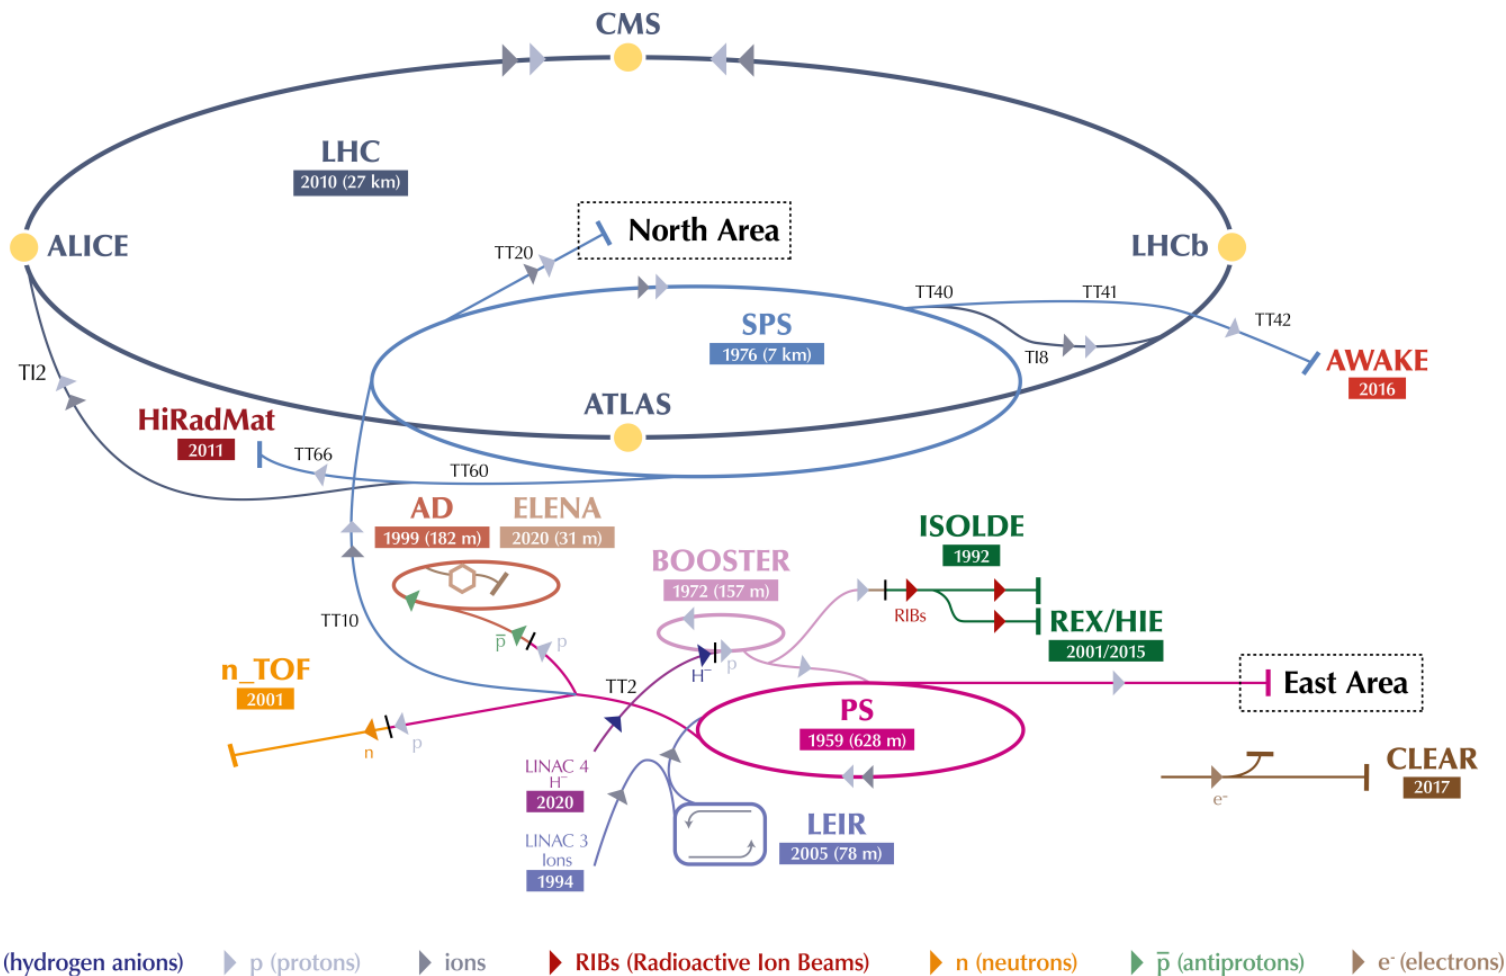 CMS
LHC
2010 (27 km)
North Area
ALICE
LHCb
TT20
TT40
TT41
TT42
SPS
1976 (7 km)
TI8
AWAKE
2016
TI2
ATLAS
HiRadMat
2011
TT66
TT60
AD
1999 (182 m)
ELENA
2020 (31 m)
ISOLDE
1992
BOOSTER
1972 (157 m)
RIBs
REX/HIE
2001/2015
TT10
p̅
p
H⁻
p
n_TOF
2001
TT2
East Area
PS
1959 (628 m)
n
p
LINAC 4
H⁻
2020
CLEAR
2017
e⁻
LINAC 3
Ions
1994
LEIR
2005 (78 m)
(hydrogen anions) p (protons) ions RIBs (Radioactive Ion Beams) n (neutrons) p̅ (antiprotons) e⁻ (electrons)